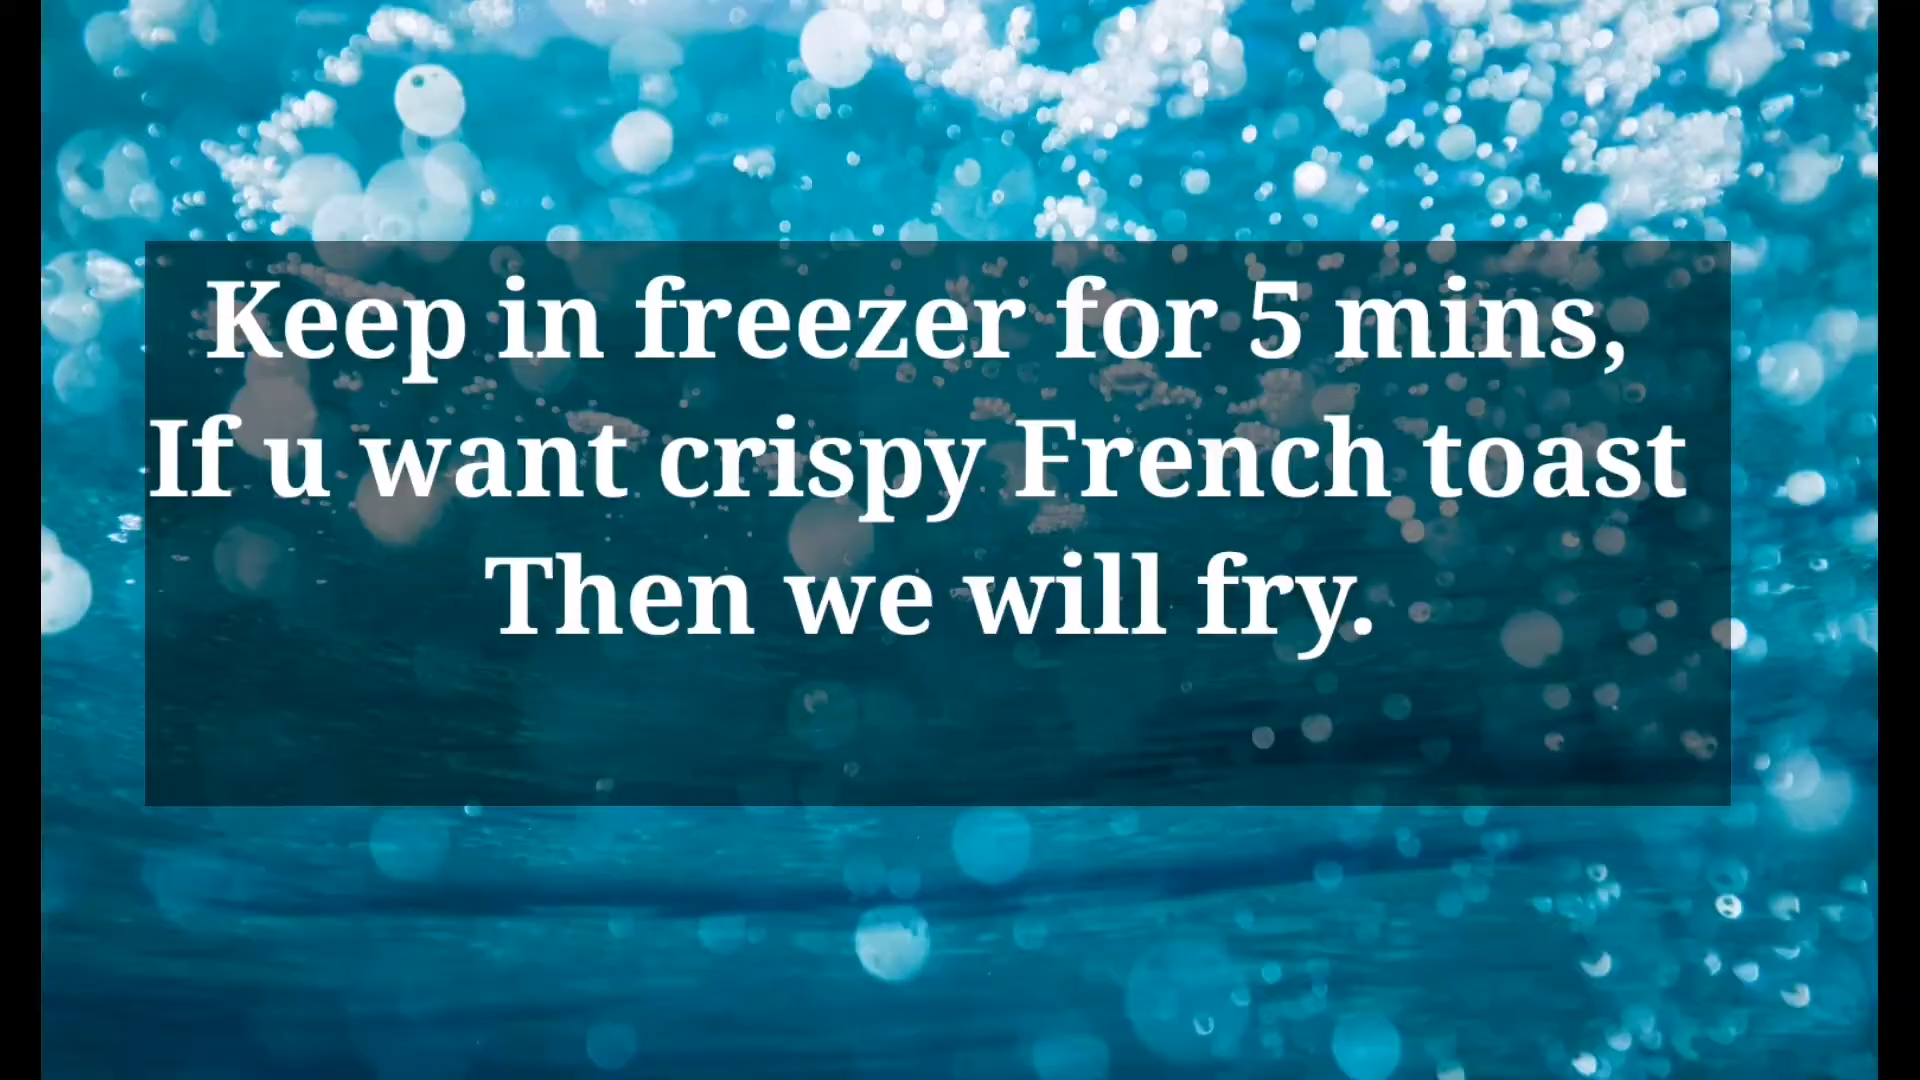 Keep in freezer for 5 mins,
If u want crispy French toast
Then we will fry.